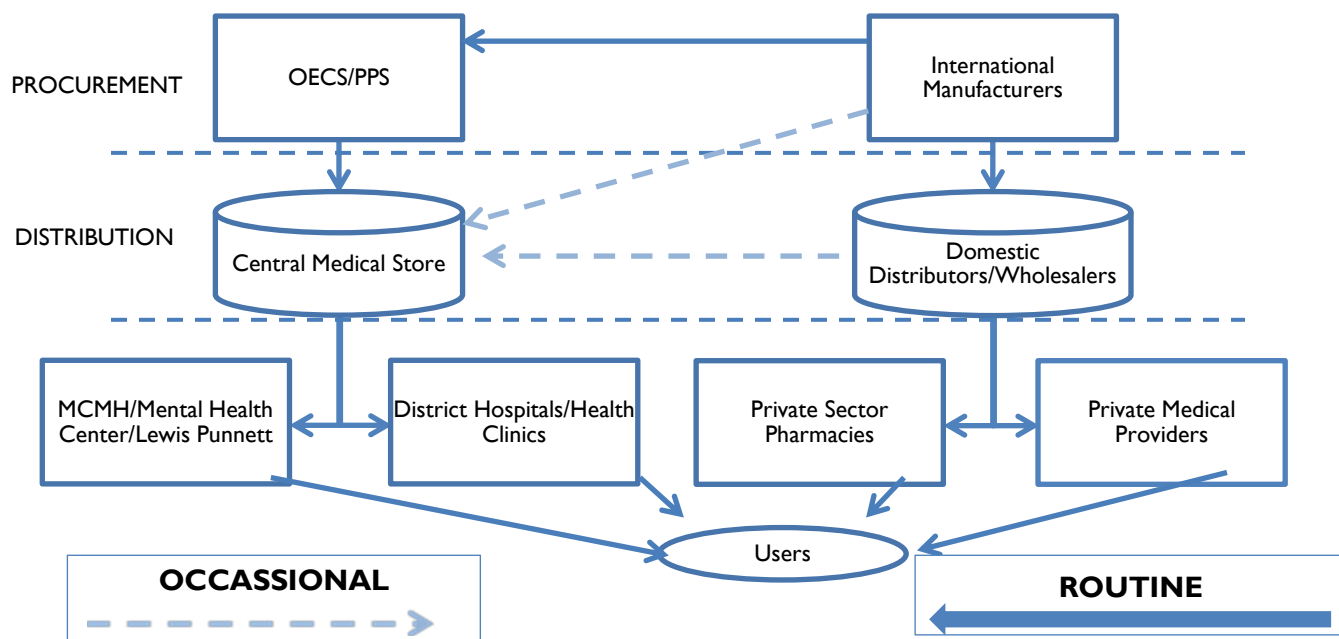 PROCUREMENT
OECS/PPS
International
Manufacturers
DISTRIBUTION
Central Medical Store
Domestic
Distributors/Wholesalers
MCMH/Mental Health
Center/Lewis Punnett
District Hospitals/Health
Clinics
Private Sector
Pharmacies
Private Medical
Providers
Users
OCCASSIONAL
ROUTINE